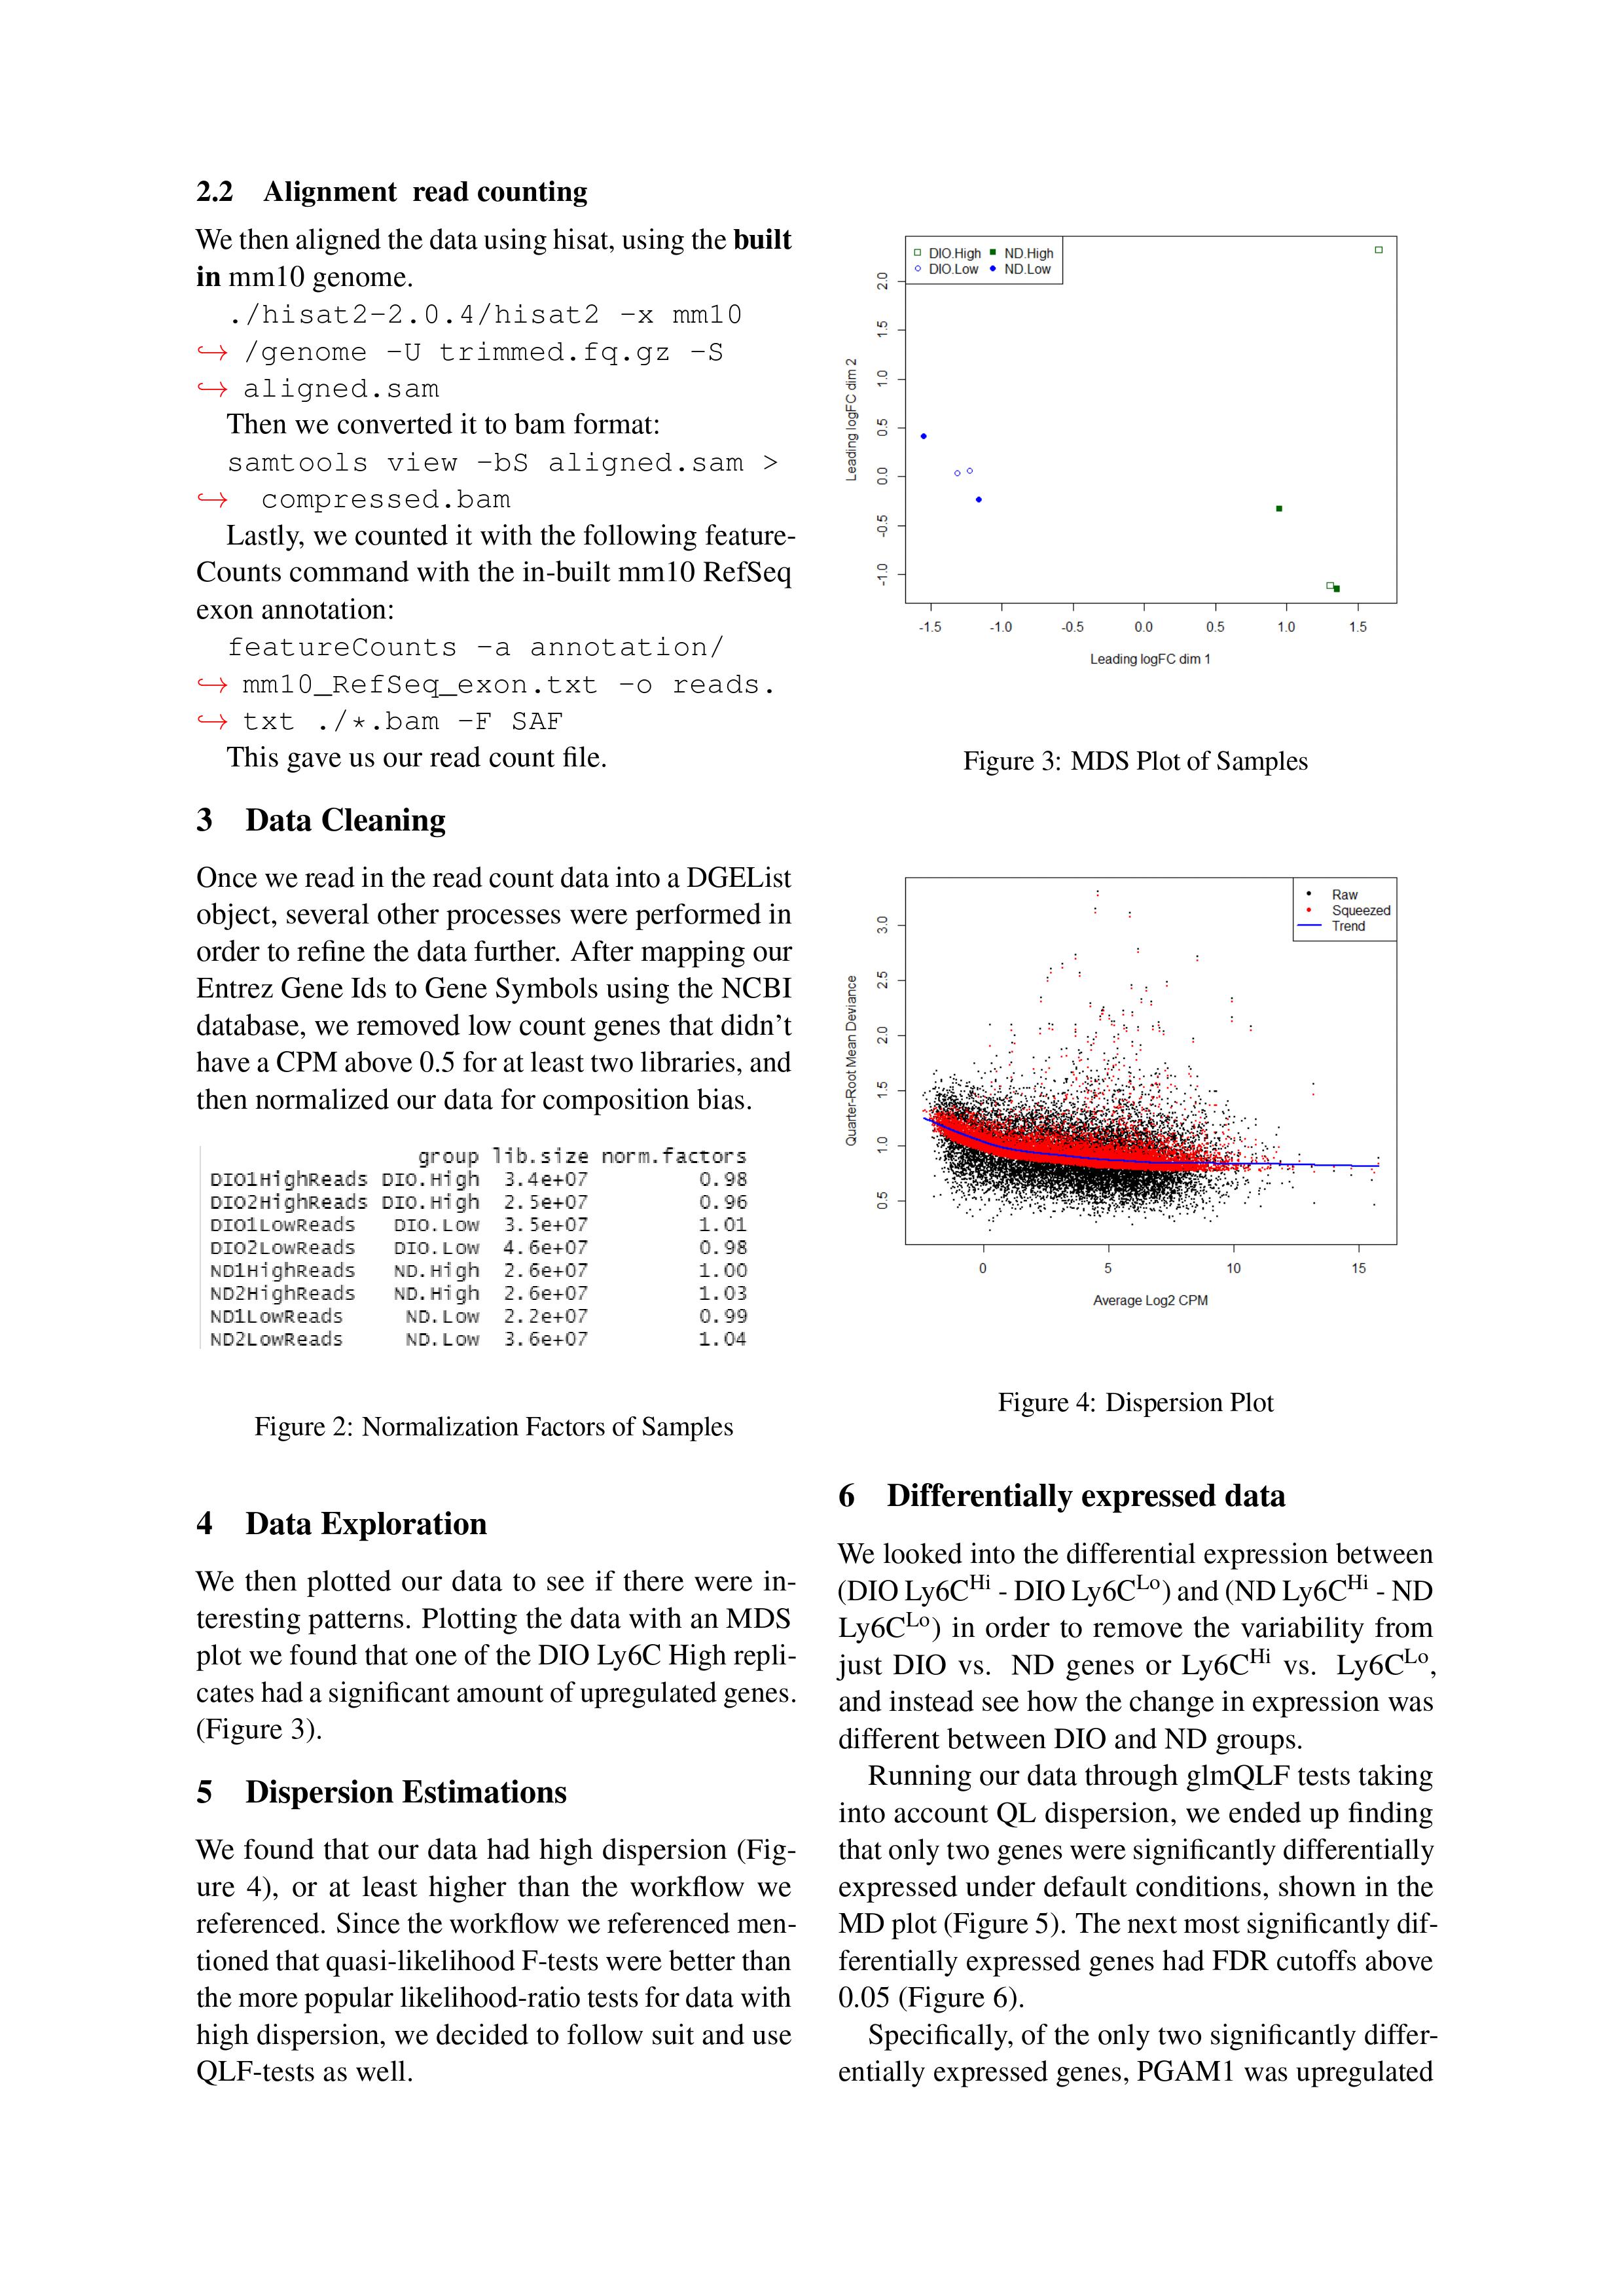 2.2 Alignment read counting
We then aligned the data using hisat, using the built
in mm10 genome.
./hisat2-2.0.4/hisat2 -x mm10
↪ /genome -U trimmed.fq.gz -S
↪ aligned.sam
Then we converted it to bam format:
samtools view -bS aligned.sam >
↪ compressed.bam
Lastly, we counted it with the following feature-
Counts command with the in-built mm10 RefSeq
exon annotation:
featureCounts -a annotation/
↪ mm10_RefSeq_exon.txt -o reads.
↪ txt ./*.bam -F SAF
This gave us our read count file.
3 Data Cleaning
Once we read in the read count data into a DGEList
object, several other processes were performed in
order to refine the data further. After mapping our
Entrez Gene Ids to Gene Symbols using the NCBI
database, we removed low count genes that didn't
have a CPM above 0.5 for at least two libraries, and
then normalized our data for composition bias.
group lib.size norm.factors
DIO1HighReads DIO.High 3.4e+07 0.98
DIO2HighReads DIO.High 2.5e+07 0.96
DIO1LowReads DIO.Low 3.5e+07 1.01
DIO2LowReads DIO.Low 4.6e+07 0.98
ND1HighReads ND.High 2.6e+07 1.00
ND2HighReads ND.High 2.6e+07 1.03
ND1LowReads ND.Low 2.2e+07 0.99
ND2LowReads ND.Low 3.6e+07 1.04
Figure 2: Normalization Factors of Samples
4 Data Exploration
We then plotted our data to see if there were in-
teresting patterns. Plotting the data with an MDS
plot we found that one of the DIO Ly6C High repli-
cates had a significant amount of upregulated genes.
(Figure 3).
5 Dispersion Estimations
We found that our data had high dispersion (Fig-
ure 4), or at least higher than the workflow we
referenced. Since the workflow we referenced men-
tioned that quasi-likelihood F-tests were better than
the more popular likelihood-ratio tests for data with
high dispersion, we decided to follow suit and use
QLF-tests as well.
DIO.High ND.High
DIO.Low ND.Low
Leading logFC dim 2
2.0
1.5
1.0
0.5
0.0
-0.5
-1.0
-1.5 -1.0 -0.5 0.0 0.5 1.0 1.5
Leading logFC dim 1
Figure 3: MDS Plot of Samples
Raw
Squeezed
Trend
Quarter-Root Mean Deviance
3.0
2.5
2.0
1.5
1.0
0.5
0 5 10 15
Average Log2 CPM
Figure 4: Dispersion Plot
6 Differentially expressed data
We looked into the differential expression between
(DIO Ly6CHi - DIO Ly6CLo) and (ND Ly6CHi - ND
Ly6CLo) in order to remove the variability from
just DIO vs. ND genes or Ly6CHi vs. Ly6CLo,
and instead see how the change in expression was
different between DIO and ND groups.
Running our data through glmQLF tests taking
into account QL dispersion, we ended up finding
that only two genes were significantly differentially
expressed under default conditions, shown in the
MD plot (Figure 5). The next most significantly dif-
ferentially expressed genes had FDR cutoffs above
0.05 (Figure 6).
Specifically, of the only two significantly differ-
entially expressed genes, PGAM1 was upregulated